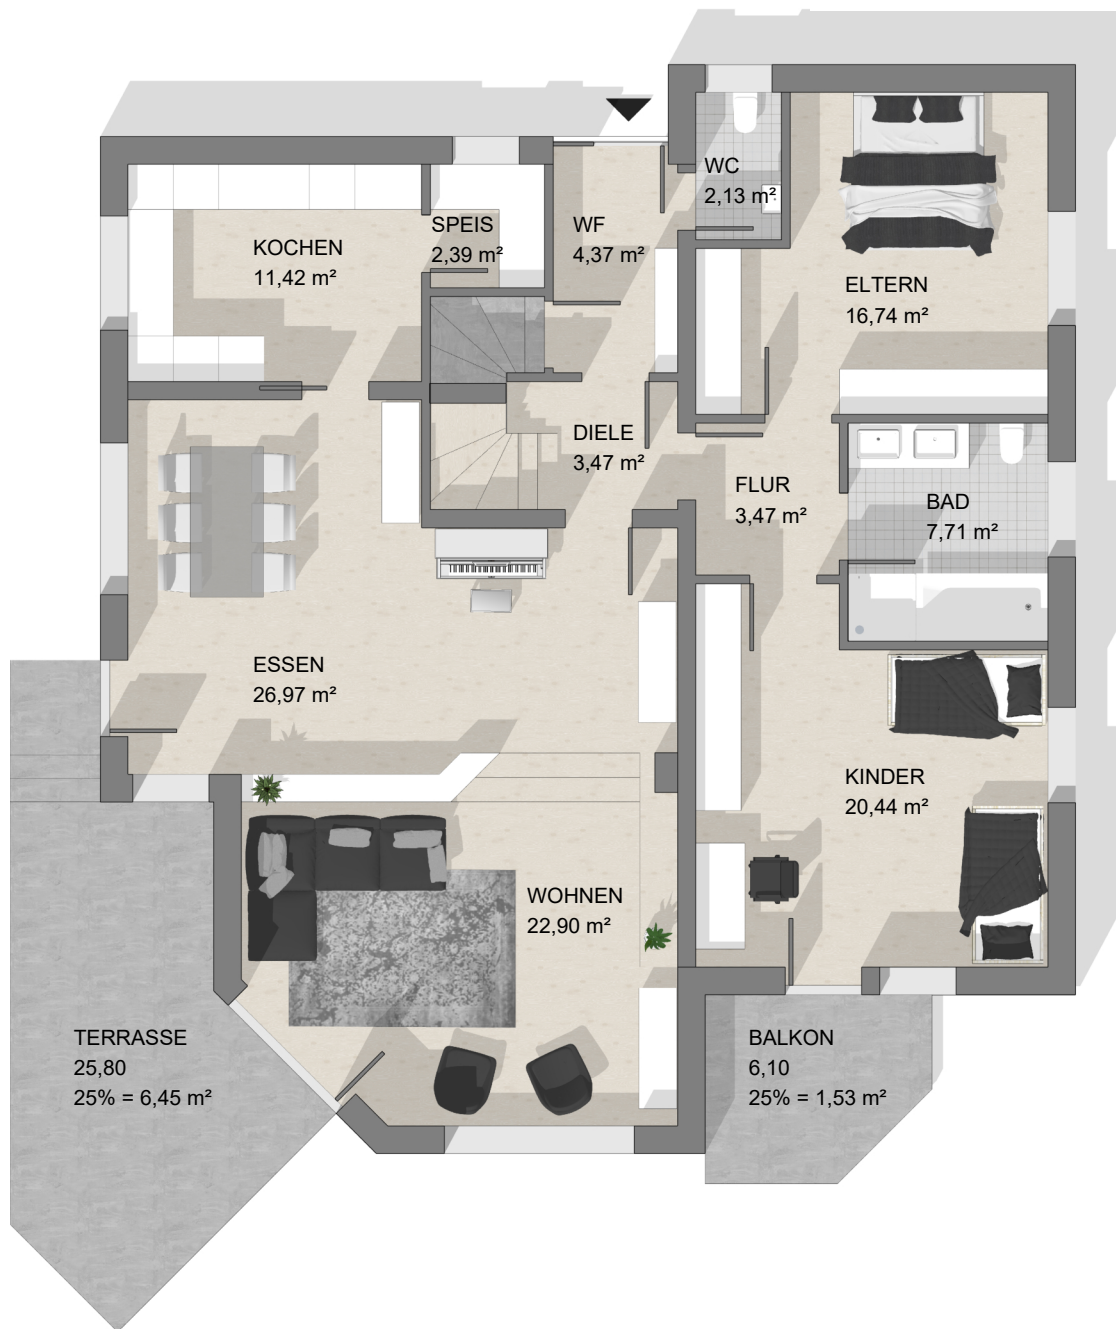 WC
2,13 m²
SPEIS
2,39 m²
WF
4,37 m²
KOCHEN
11,42 m²
ELTERN
16,74 m²
DIELE
3,47 m²
FLUR
3,47 m²
BAD
7,71 m²
ESSEN
26,97 m²
KINDER
20,44 m²
WOHNEN
22,90 m²
TERRASSE
25,80
25% = 6,45 m²
BALKON
6,10
25% = 1,53 m²